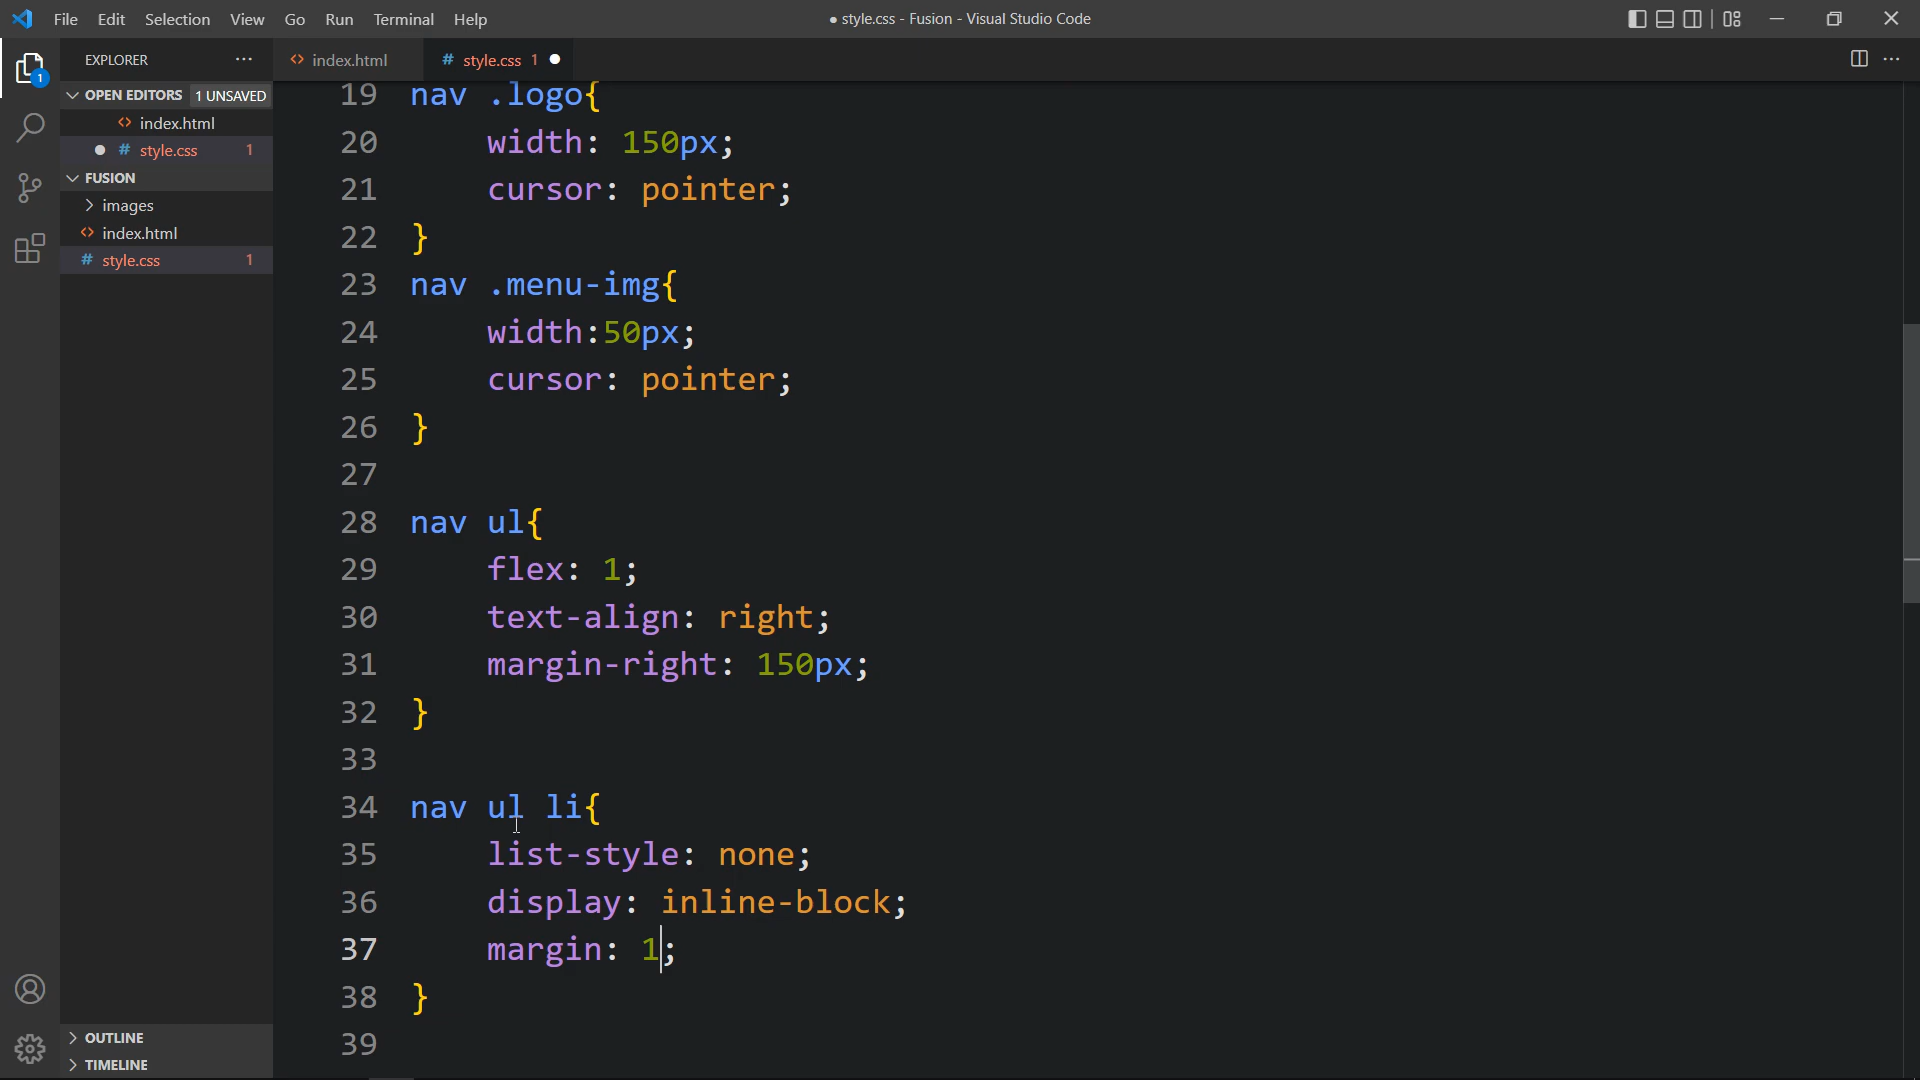 File Edit Selection View Go Run Terminal Help
● style.css - Fusion - Visual Studio Code
EXPLORER
OPEN EDITORS 1 UNSAVED
index.html
# style.css 1
FUSION
images
index.html
# style.css 1
OUTLINE
TIMELINE
1
index.html
# style.css 1
19 nav .logo{
20 width: 150px;
21 cursor: pointer;
22 }
23 nav .menu-img{
24 width:50px;
25 cursor: pointer;
26 }
27
28 nav ul{
29 flex: 1;
30 text-align: right;
31 margin-right: 150px;
32 }
33
34 nav ul li{
35 list-style: none;
36 display: inline-block;
37 margin: 1;
38 }
39